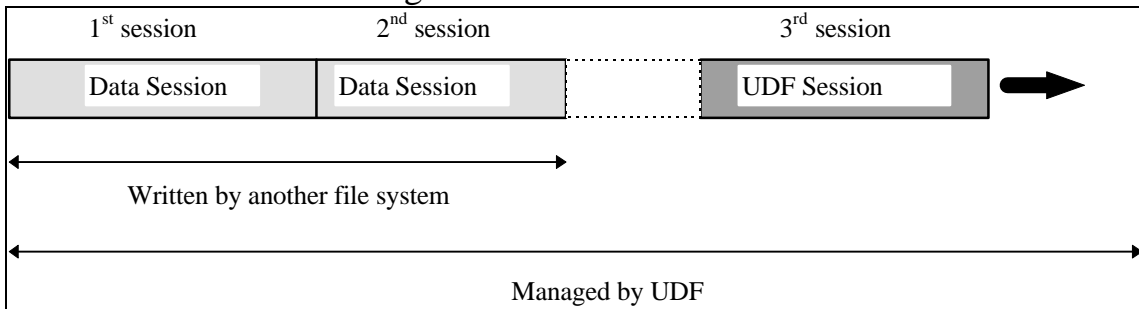 1st session 2nd session 3rd session
Data Session Data Session UDF Session
Written by another file system
Managed by UDF